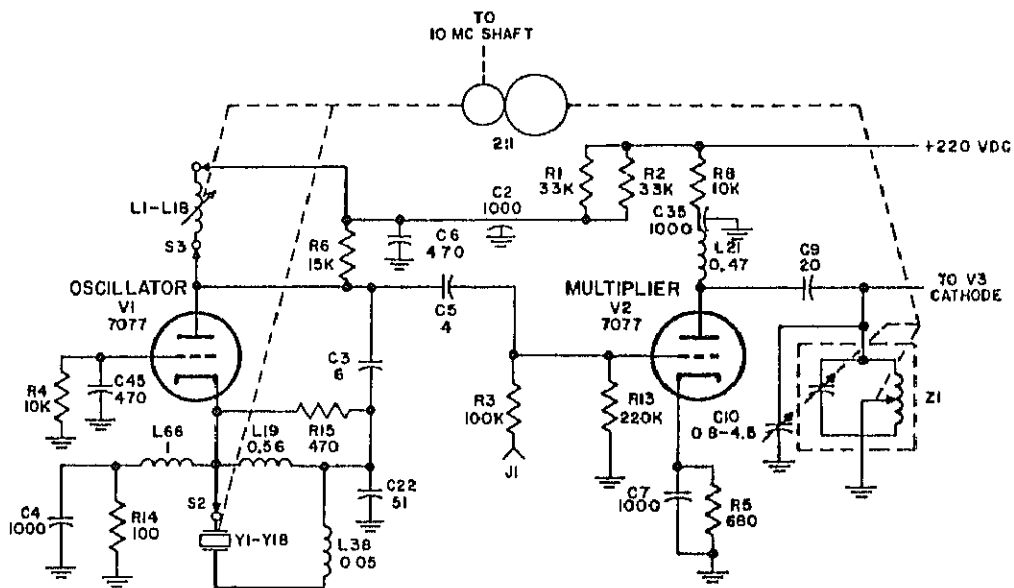 TO
10 MC SHAFT
2:1
+220 VDC
R1
33K
R2
33K
R8
10K
C2
1000
C35
1000
L1-L18
C6
470
L21
0.47
S3
R6
15K
C9
20
OSCILLATOR
V1
7077
C5
4
MULTIPLIER
V2
7077
TO V3
CATHODE
C3
6
R4
10K
C45
470
R3
100K
R13
220K
C10
0.8-4.5
Z1
L66
1
L19
0.56
R15
470
J1
C22
51
C4
1000
R14
100
S2
Y1-Y18
L38
0.05
C7
1000
R5
680